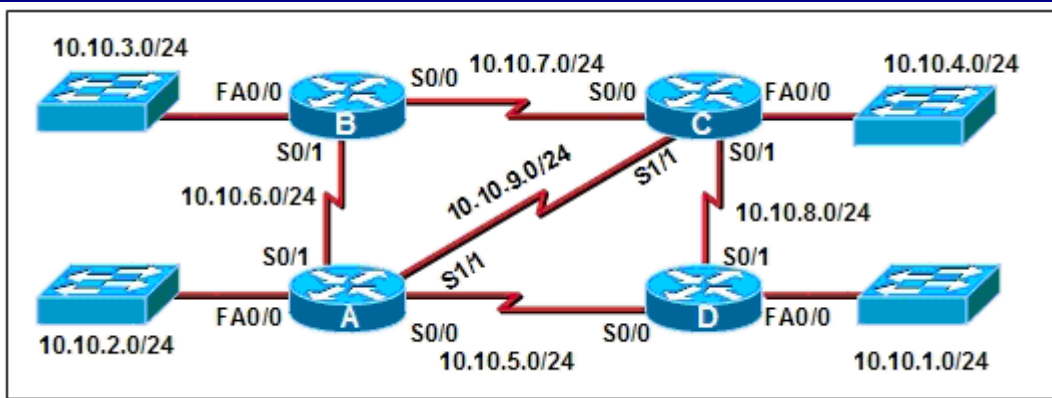 10.10.3.0/24
10.10.7.0/24
10.10.4.0/24
FA0/0
S0/0
S0/0
FA0/0
B
C
S0/1
S1/1
S0/1
10.10.6.0/24
10.10.9.0/24
10.10.8.0/24
S0/1
S1/1
S0/1
FA0/0
A
D
FA0/0
S0/0
S0/0
10.10.2.0/24
10.10.5.0/24
10.10.1.0/24